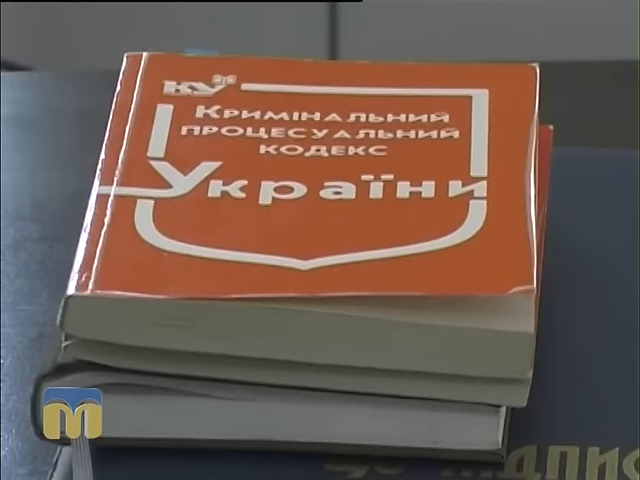 КУ
Кримінальний
процесуальний
кодекс
України